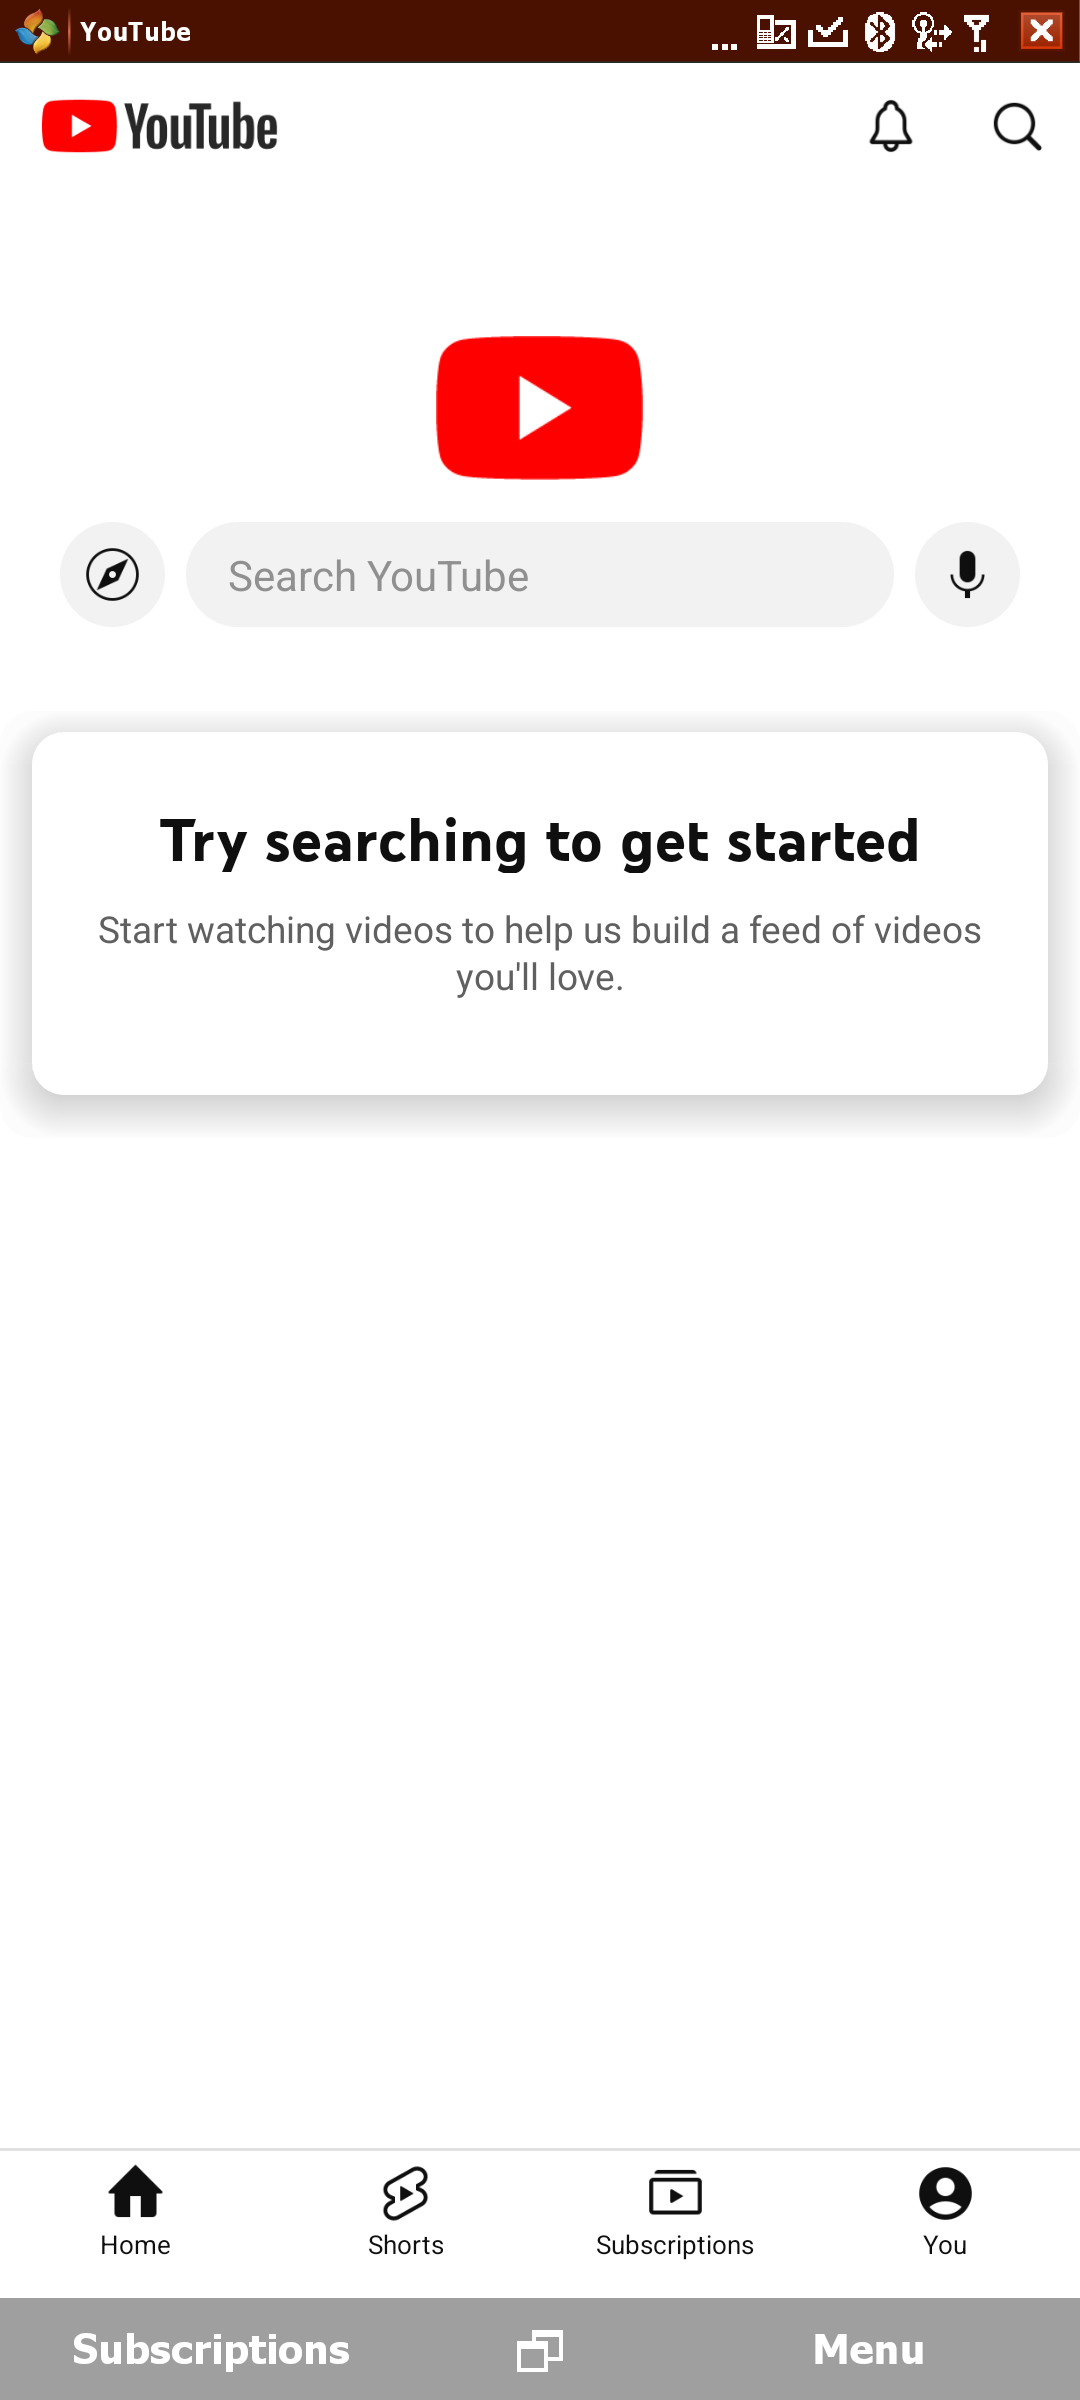 YouTube
YouTube
Search YouTube
Try searching to get started
Start watching videos to help us build a feed of videos
you'll love.
Home
Shorts
Subscriptions
You
Subscriptions
Menu